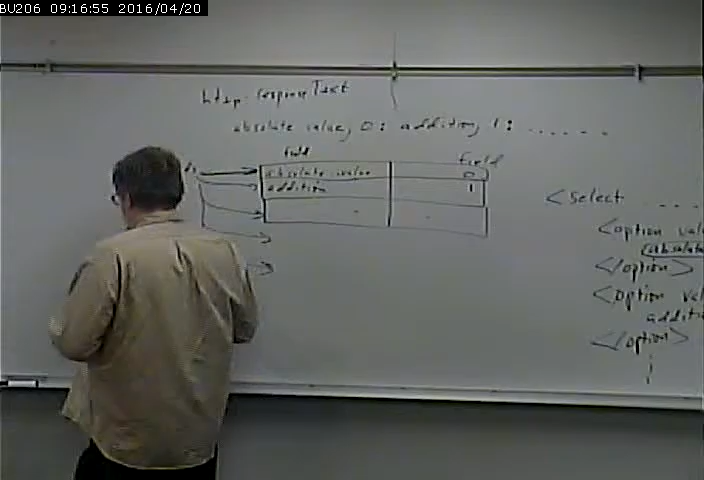 BU206 09:16:55 2016/04/20
http. responseText
absolute value, 0: addition, 1: ......
field field
absolute value 0
addition 1
<select ....
<option val
absolute
</option>
<option val
additi
</option>